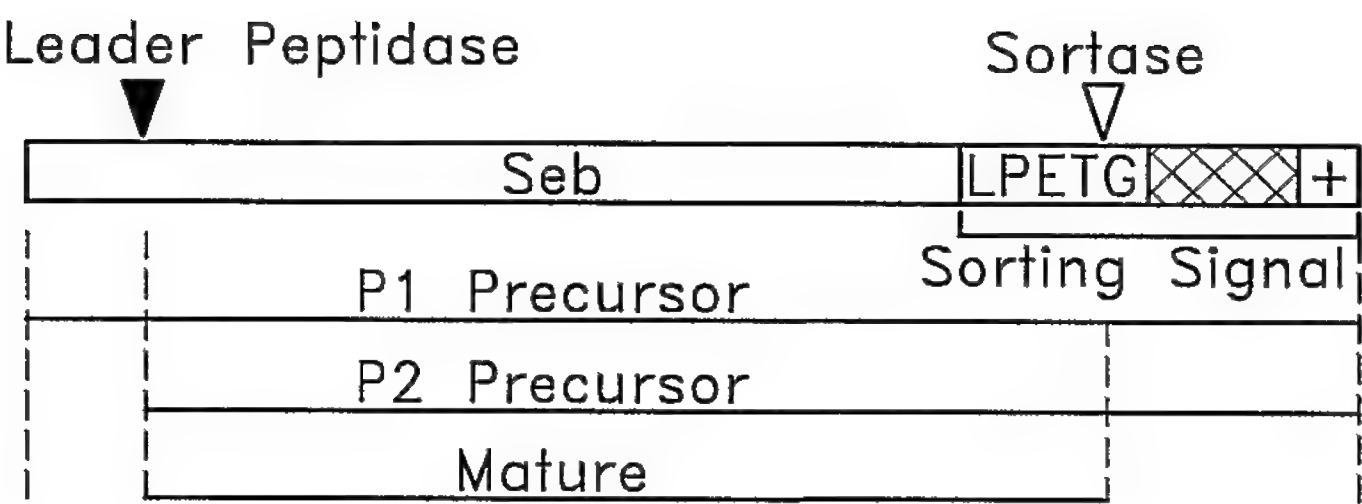 Leader Peptidase
Sortase
Seb LPETG +
Sorting Signal
P1 Precursor
P2 Precursor
Mature